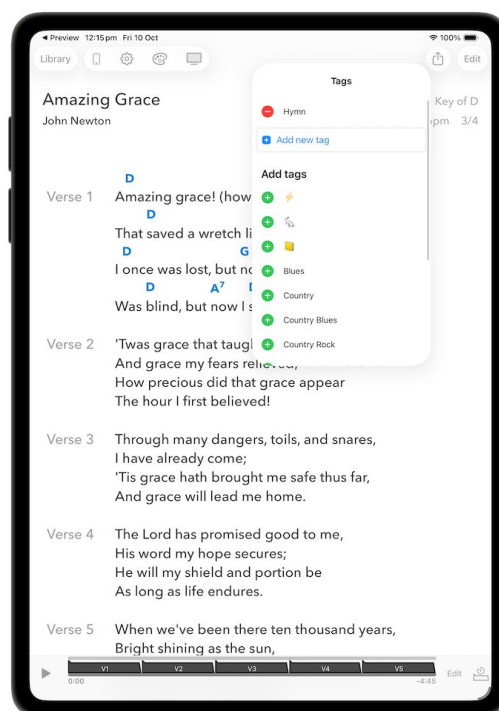 ◀ Preview 12:15 pm Fri 10 Oct 100%
Library Edit
Tags
Amazing Grace
Key of D
John Newton
pm 3/4
Hymn
Add new tag
Add tags
⚡
Blues
Country
Country Blues
Country Rock
D
Verse 1 Amazing grace! (how
D
That saved a wretch li
D G
I once was lost, but no
D A7
Was blind, but now I s
Verse 2 'Twas grace that taug
And grace my fears relieved;
How precious did that grace appear
The hour I first believed!
Verse 3 Through many dangers, toils, and snares,
I have already come;
'Tis grace hath brought me safe thus far,
And grace will lead me home.
Verse 4 The Lord has promised good to me,
His word my hope secures;
He will my shield and portion be
As long as life endures.
Verse 5 When we've been there ten thousand years,
Bright shining as the sun,
V1 V2 V3 V4 V5
0:00 -4:45 Edit